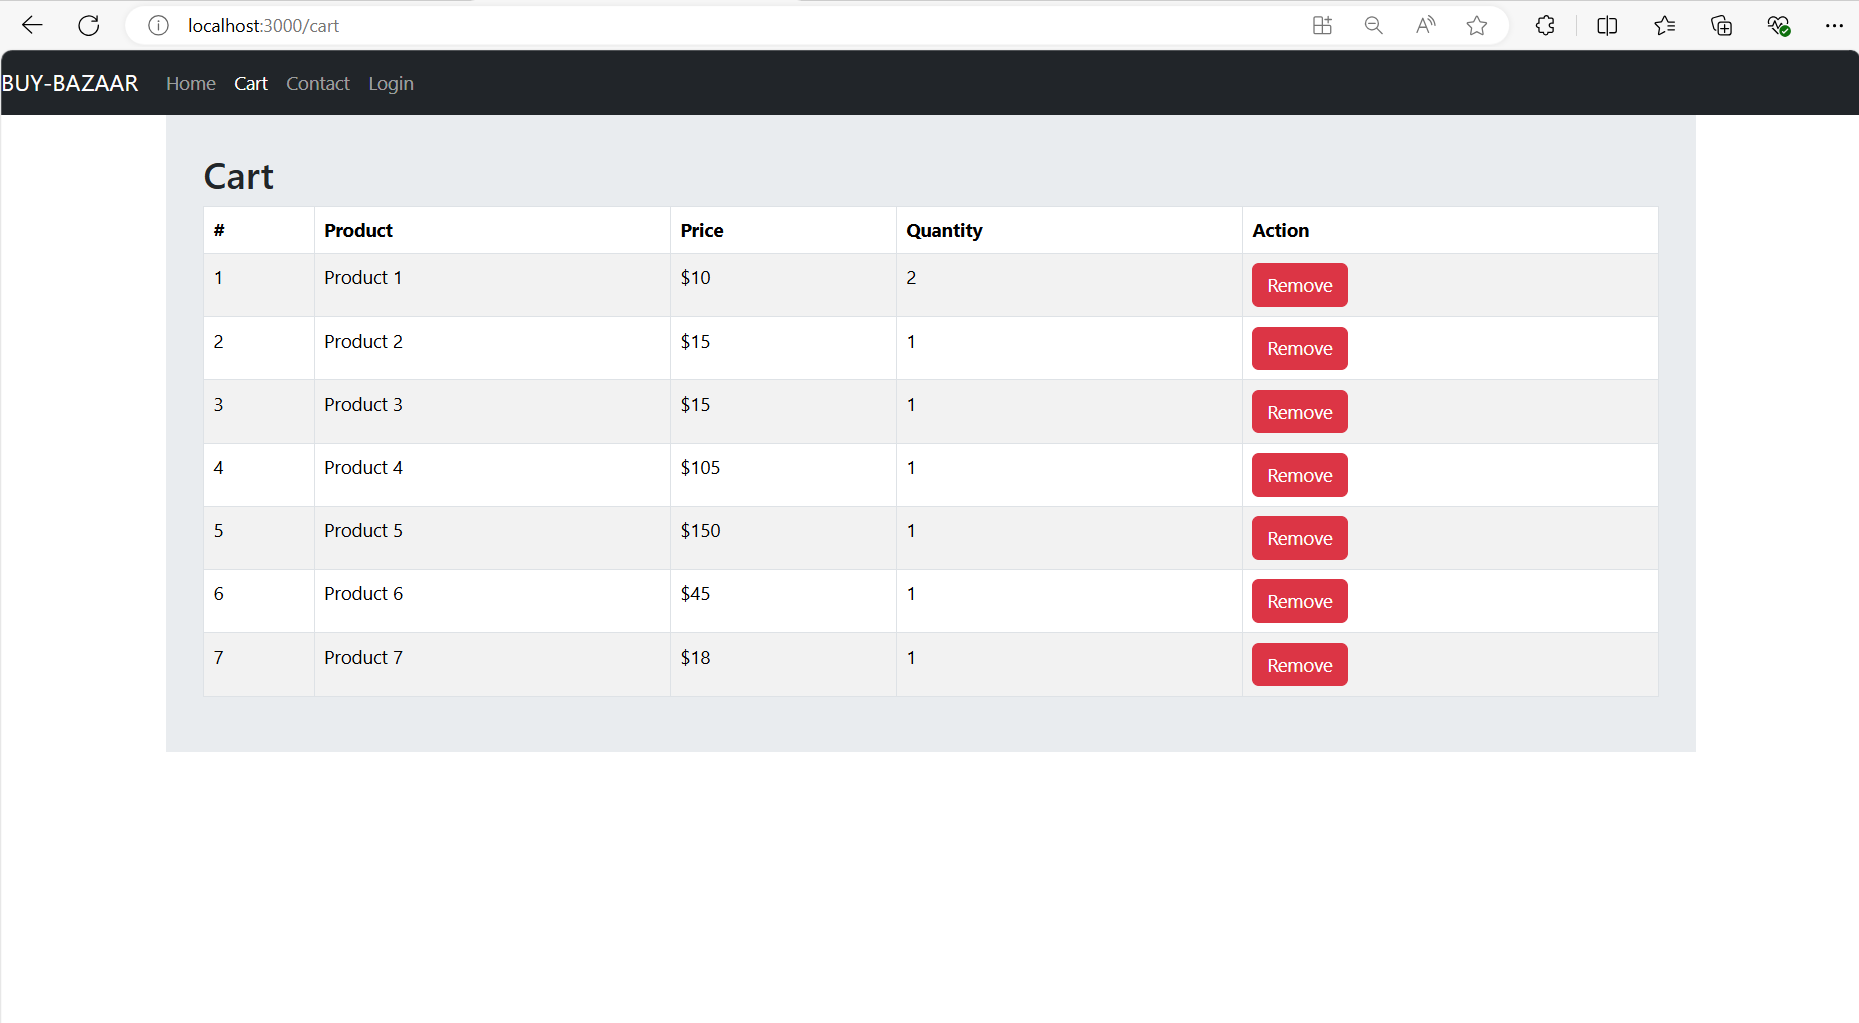 localhost:3000/cart
BUY-BAZAAR Home Cart Contact Login
Cart
# Product Price Quantity Action
1 Product 1 $10 2 Remove
2 Product 2 $15 1 Remove
3 Product 3 $15 1 Remove
4 Product 4 $105 1 Remove
5 Product 5 $150 1 Remove
6 Product 6 $45 1 Remove
7 Product 7 $18 1 Remove